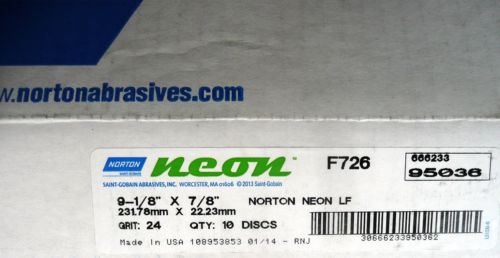 www.nortonabrasives.com
NORTON
neon
F726
666233
95036
SAINT-GOBAIN ABRASIVES, INC. WORCESTER, MA 01606 ©2013 Saint-Gobain
9-1/8" X 7/8" NORTON NEON LF
231.78mm X 22.23mm
GRIT: 24 QTY: 10 DISCS
Made In USA 108953853 01/14 - RNJ
30666233950362